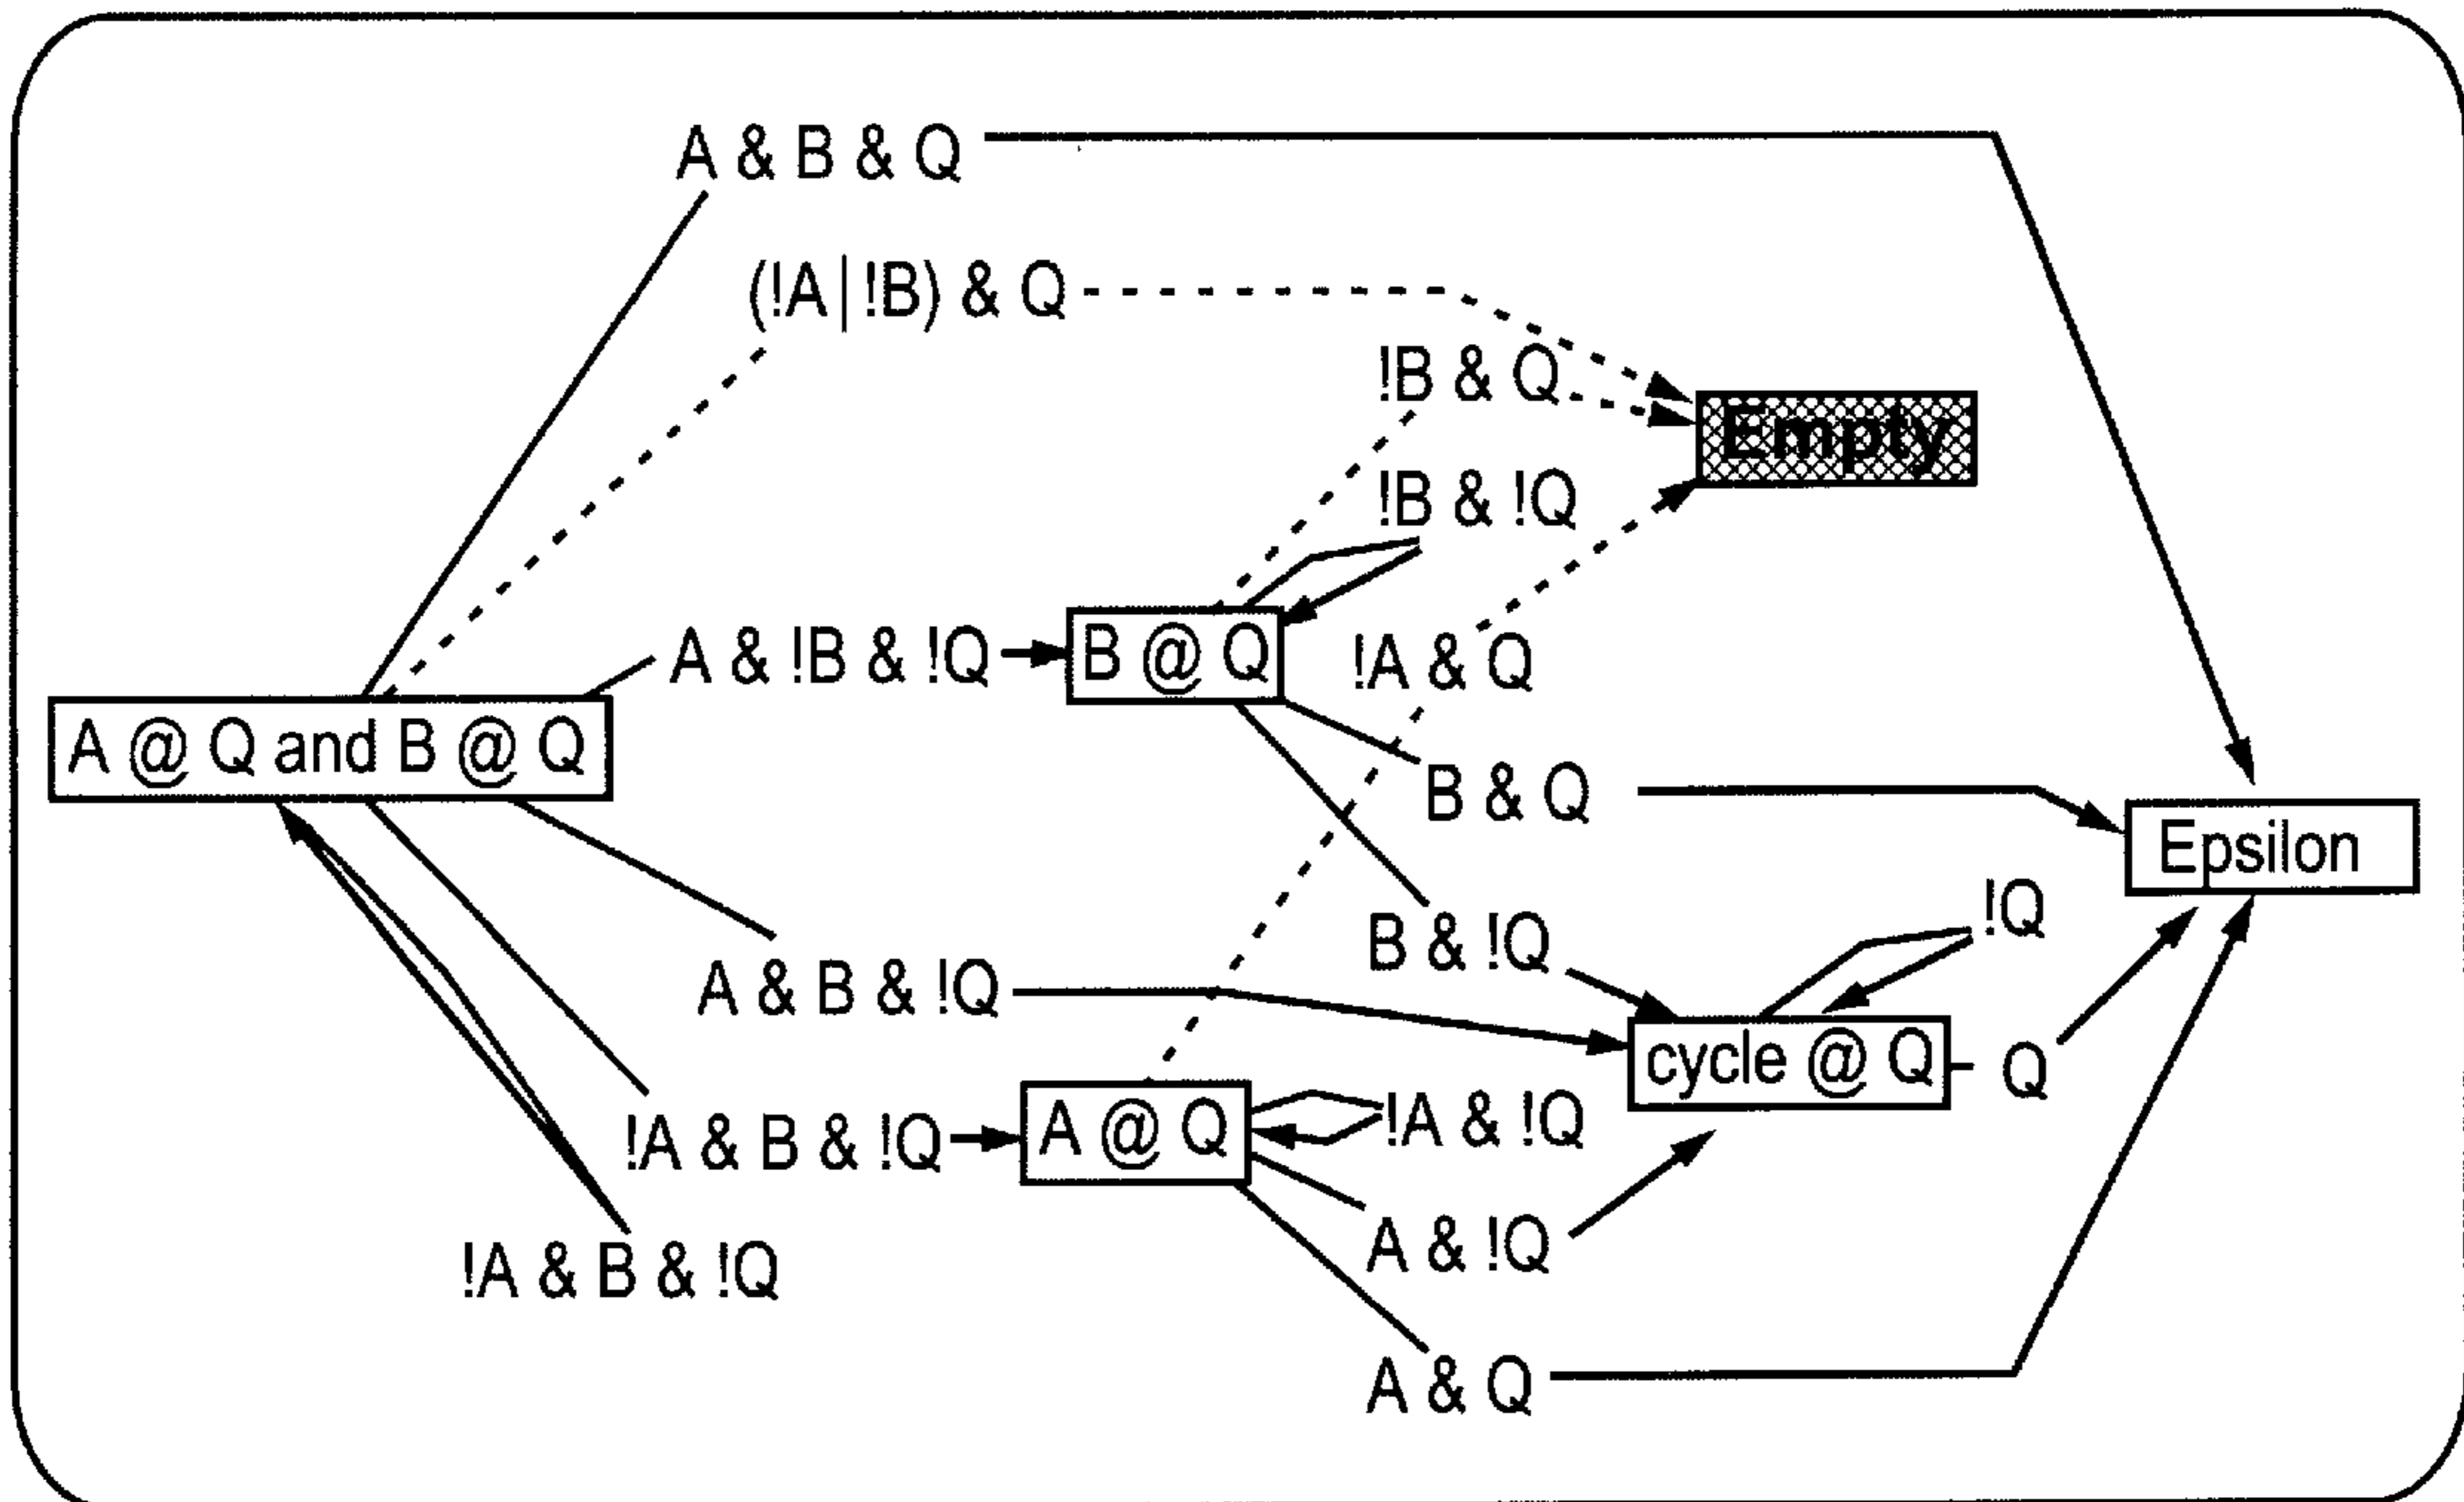 A & B & Q
(!A | !B) & Q
!B & Q
Empty
!B & !Q
A & !B & !Q
B @ Q
!A & Q
A @ Q and B @ Q
B & Q
Epsilon
!Q
B & !Q
A & B & !Q
cycle @ Q
Q
!A & B & !Q
A @ Q
!A & !Q
A & !Q
!A & B & !Q
A & Q